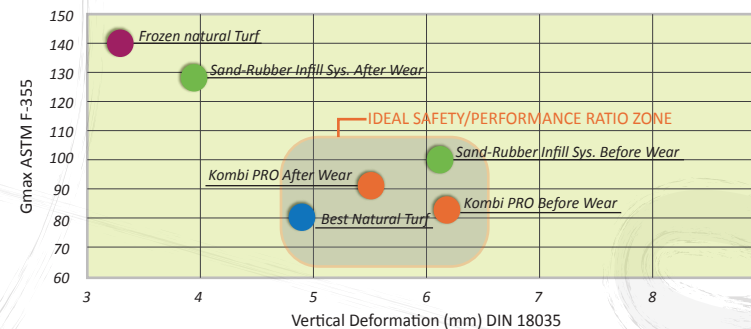 150
Frozen natural Turf
140
Sand-Rubber Infill Sys. After Wear
130
120
IDEAL SAFETY/PERFORMANCE RATIO ZONE
110
Sand-Rubber Infill Sys. Before Wear
100
Kombi PRO After Wear
90
Kombi PRO Before Wear
80
Best Natural Turf
70
60
Gmax ASTM F-355
3 4 5 6 7 8
Vertical Deformation (mm) DIN 18035